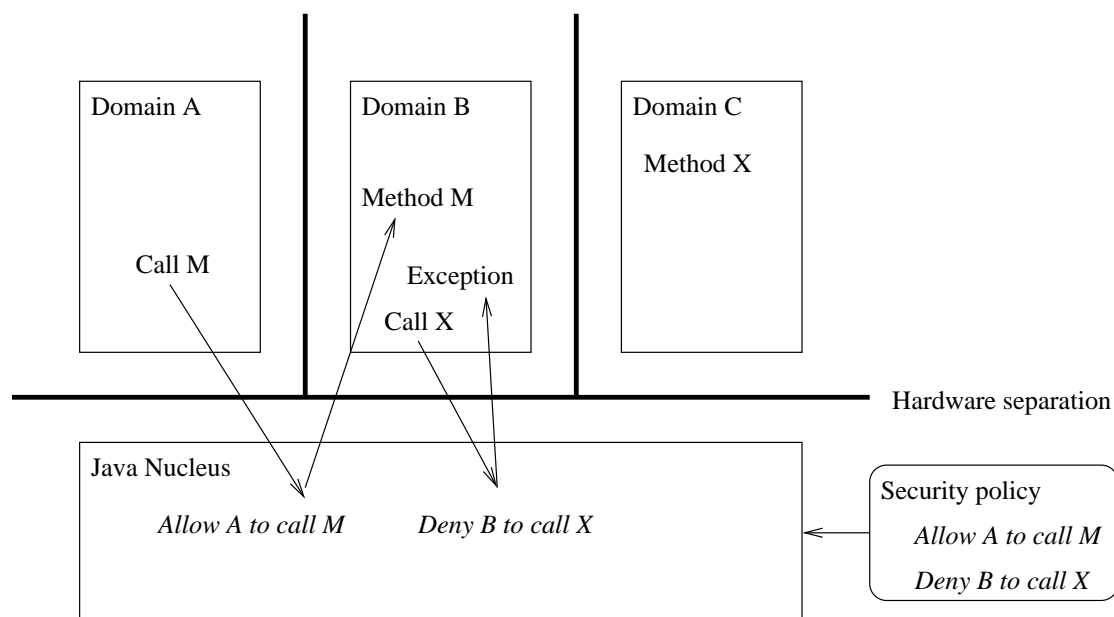 Domain A
Domain B
Domain C
Method X
Method M
Call M
Exception
Call X
Hardware separation
Java Nucleus
Allow A to call M
Deny B to call X
Security policy
Allow A to call M
Deny B to call X